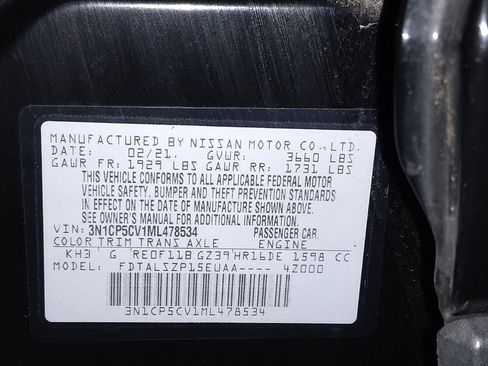 MANUFACTURED BY NISSAN MOTOR CO., LTD.
DATE: 02/21. GVWR: 3660 LBS
GAWR FR: 1929 LBS GAWR RR: 1731 LBS
THIS VEHICLE CONFORMS TO ALL APPLICABLE FEDERAL MOTOR
VEHICLE SAFETY, BUMPER AND THEFT PREVENTION STANDARDS
IN EFFECT ON THE DATE OF MANUFACTURE SHOWN ABOVE.
SEE OWNER'S MANUAL FOR ADDITIONAL INFORMATION.
VIN: 3N1CP5CV1ML478534 PASSENGER CAR
COLOR TRIM TRANS AXLE ENGINE
KH3 G RE0F11B GZ39 HR16DE 1598 CC
MODEL: FDTALSZP15EUAA---- 4Z000
3N1CP5CV1ML478534